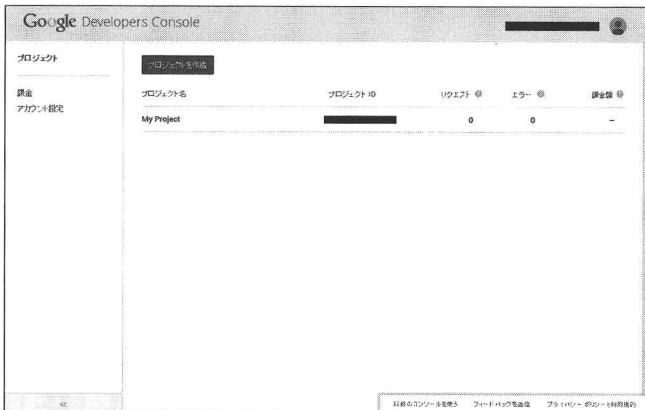 Google Developers Console
プロジェクト
課金
アカウント設定
プロジェクトを作成
プロジェクト名 プロジェクト ID リクエスト エラー 課金額
My Project 0 0 –
«
以前のコンソールを使う フィードバックを送信 プライバシー ポリシーと利用規約